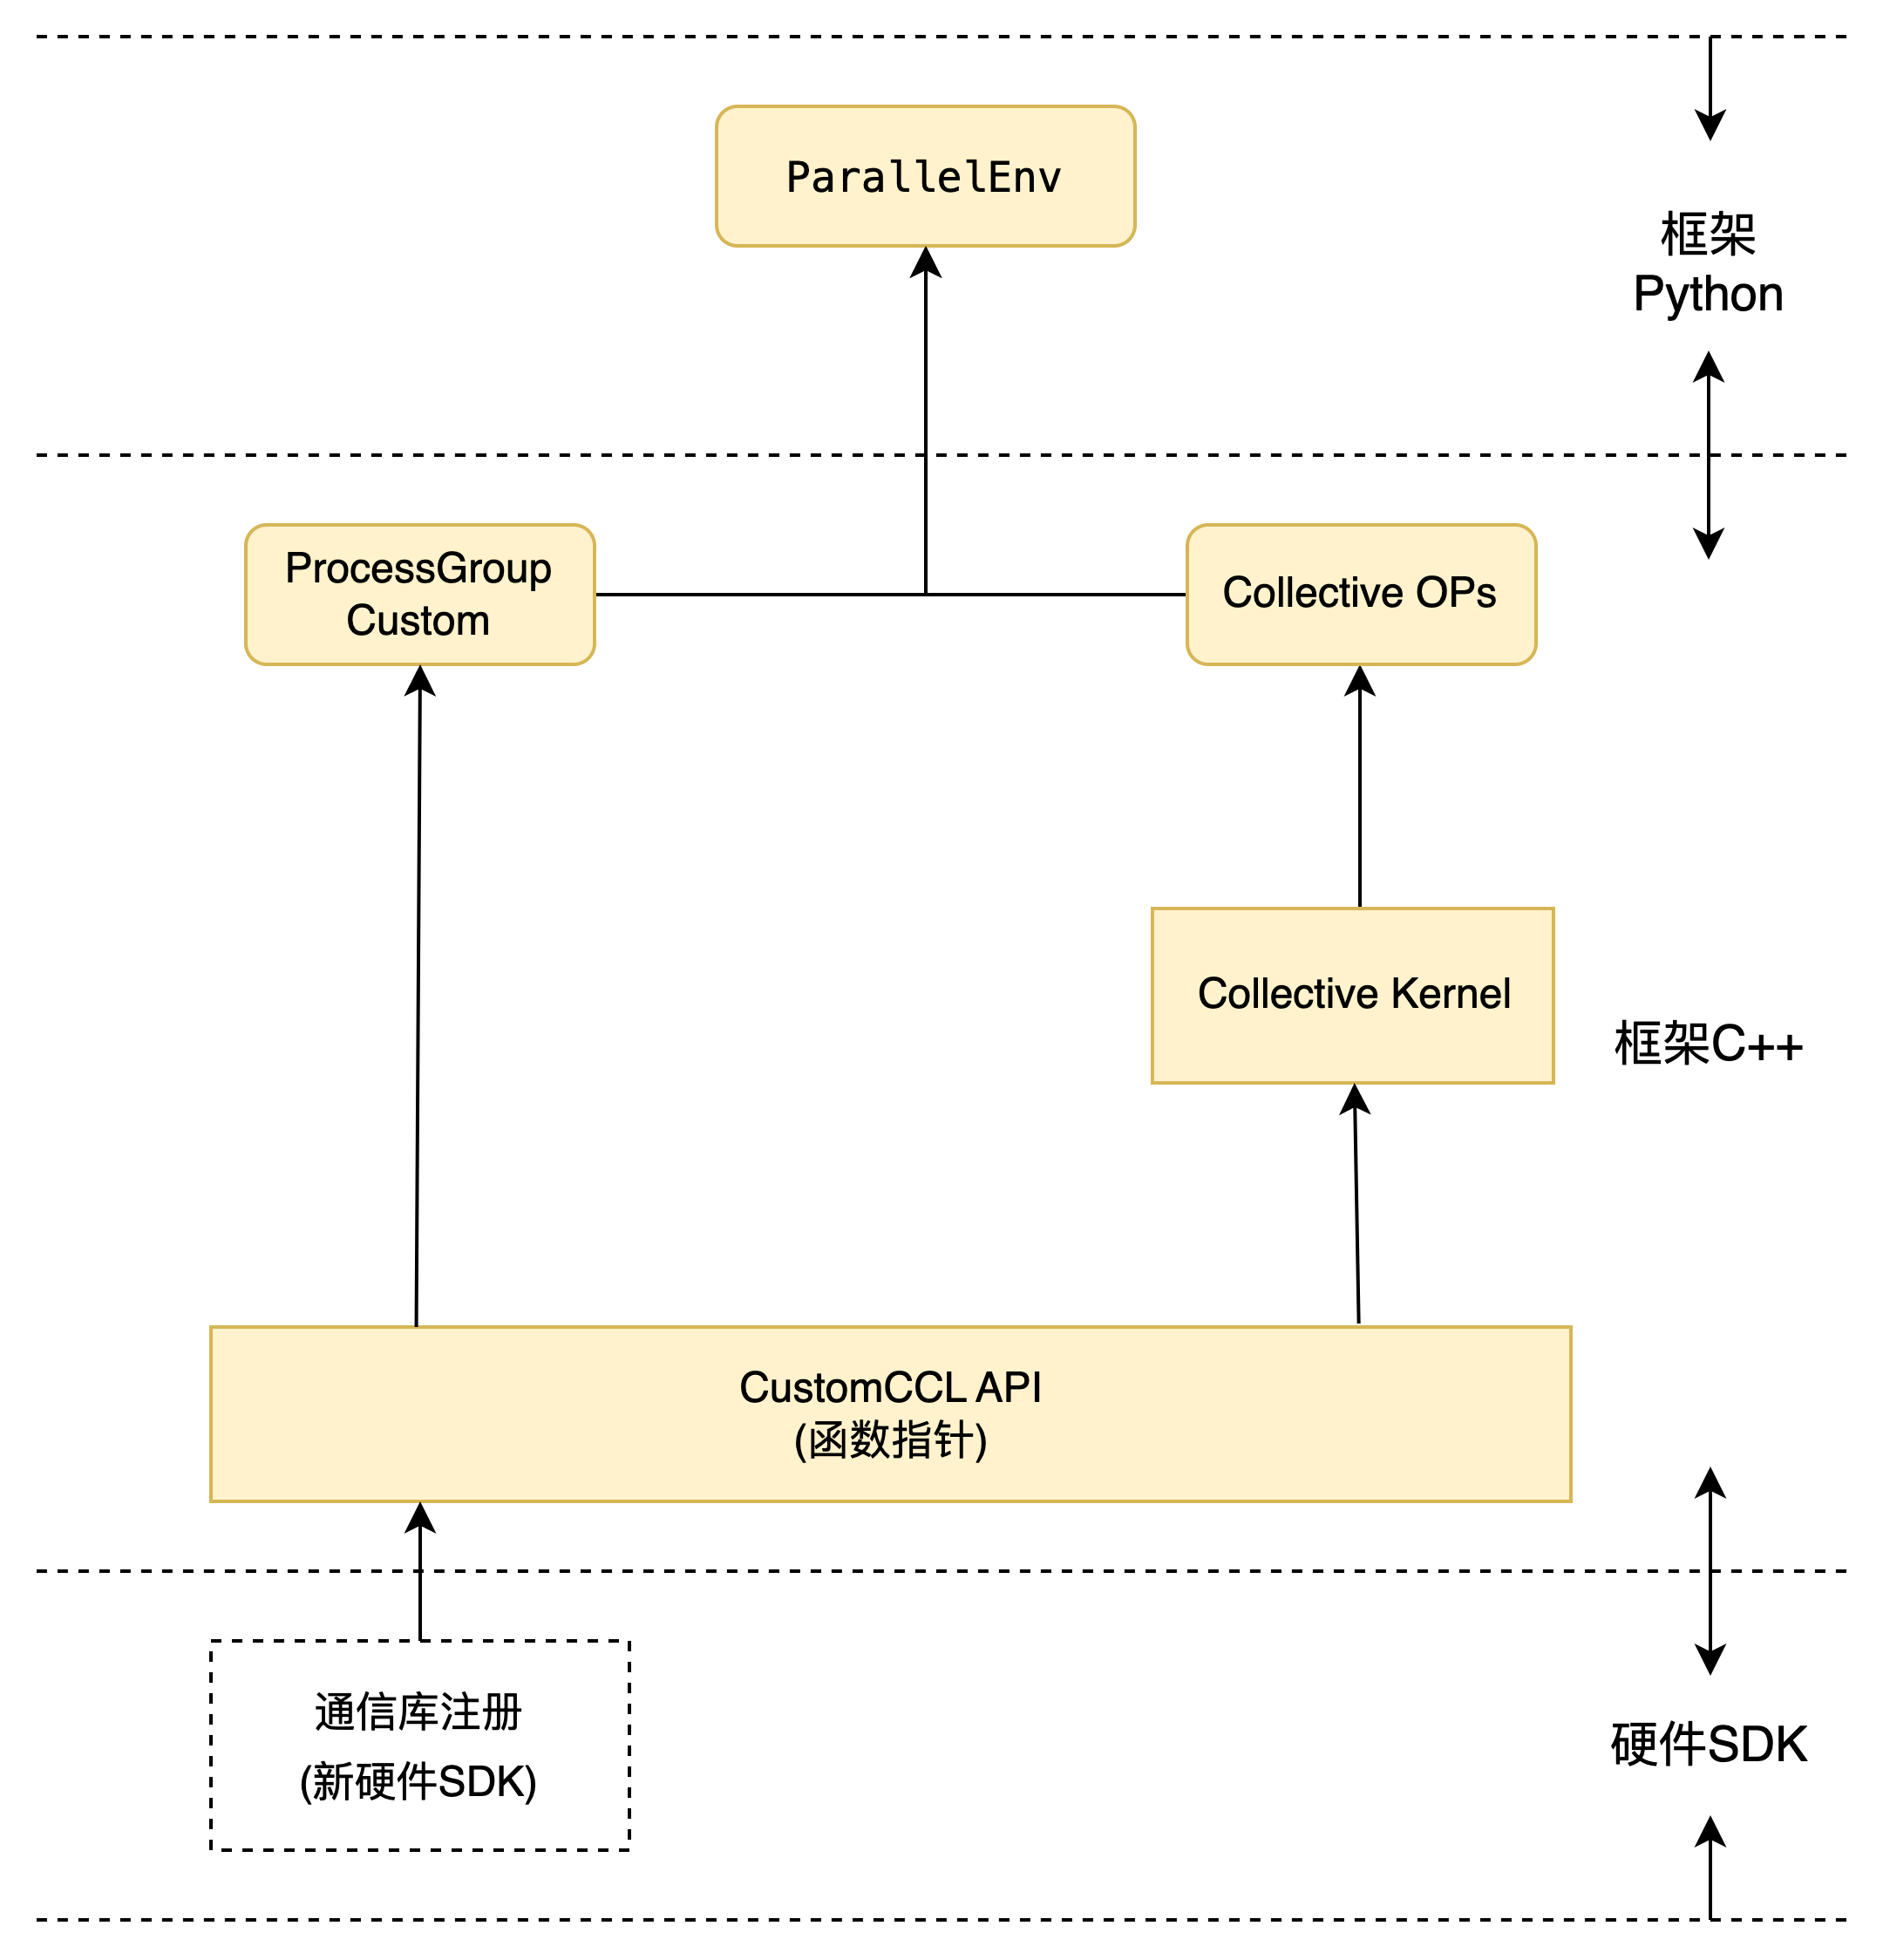 ParallelEnv
框架
Python
ProcessGroup
Custom
Collective OPs
Collective Kernel
框架C++
CustomCCL API
(函数指针)
通信库注册
(新硬件SDK)
硬件SDK